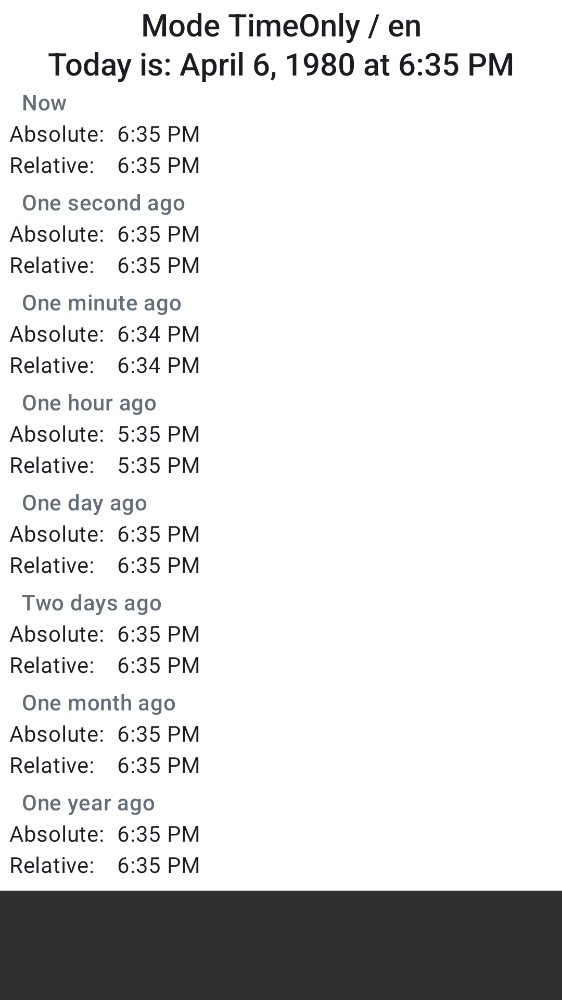 Mode TimeOnly / en
Today is: April 6, 1980 at 6:35 PM
Now
Absolute: 6:35 PM
Relative: 6:35 PM
One second ago
Absolute: 6:35 PM
Relative: 6:35 PM
One minute ago
Absolute: 6:34 PM
Relative: 6:34 PM
One hour ago
Absolute: 5:35 PM
Relative: 5:35 PM
One day ago
Absolute: 6:35 PM
Relative: 6:35 PM
Two days ago
Absolute: 6:35 PM
Relative: 6:35 PM
One month ago
Absolute: 6:35 PM
Relative: 6:35 PM
One year ago
Absolute: 6:35 PM
Relative: 6:35 PM